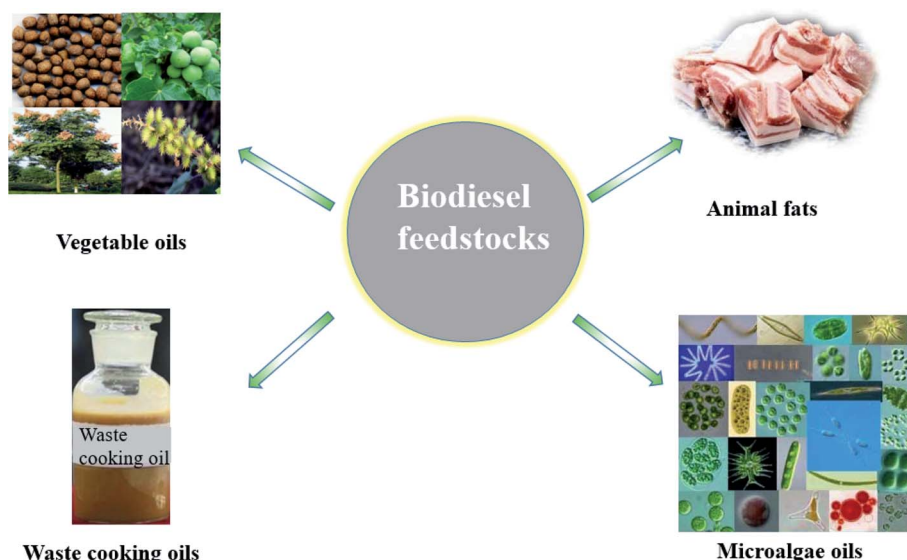 Biodiesel
feedstocks
Vegetable oils
Animal fats
Waste
cooking oil
Waste cooking oils
Microalgae oils